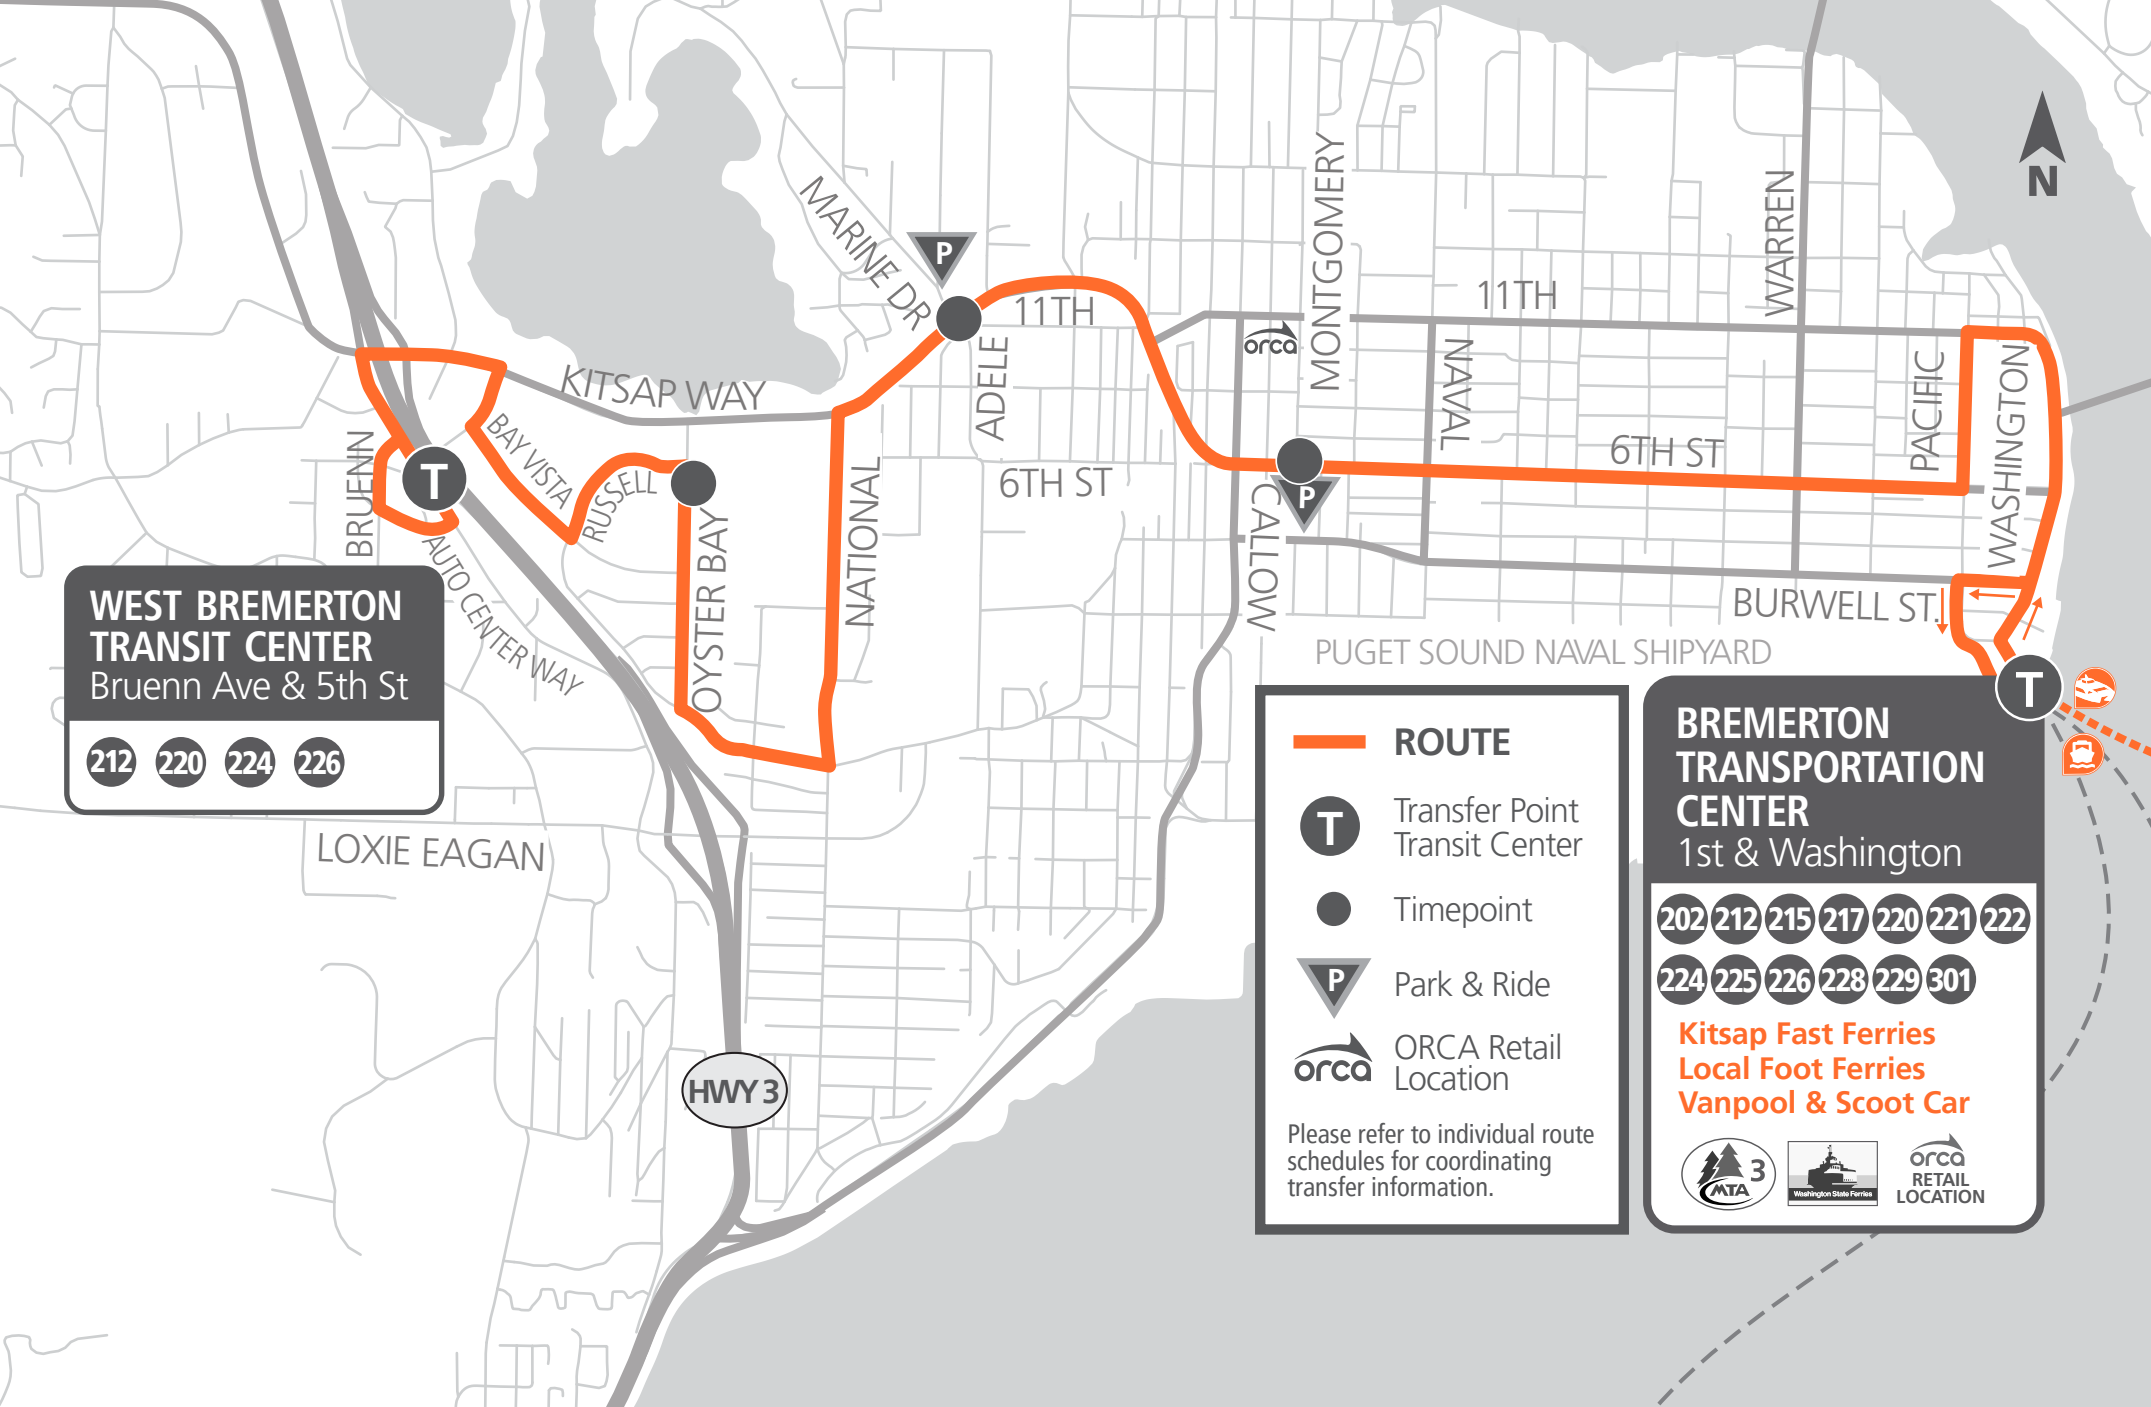 MONTGOMERY
WARREN
N
MARINE DR
P
11TH
11TH
orca
ADELE
NAVAL
PACIFIC
WASHINGTON
KITSAP WAY
BAY VISTA
BRUENN
T
RUSSELL
6TH ST
6TH ST
P
NATIONAL
OYSTER BAY
CALLOW
AUTO CENTER WAY
BURWELL ST.
PUGET SOUND NAVAL SHIPYARD
WEST BREMERTON
TRANSIT CENTER
Bruenn Ave & 5th St
212 220 224 226
LOXIE EAGAN
HWY 3
ROUTE
T
Transfer Point
Transit Center
Timepoint
P
Park & Ride
orca
ORCA Retail
Location
Please refer to individual route
schedules for coordinating
transfer information.
T
BREMERTON
TRANSPORTATION
CENTER
1st & Washington
202 212 215 217 220 221 222
224 225 226 228 229 301
Kitsap Fast Ferries
Local Foot Ferries
Vanpool & Scoot Car
MTA 3
Washington State Ferries
orca
RETAIL
LOCATION